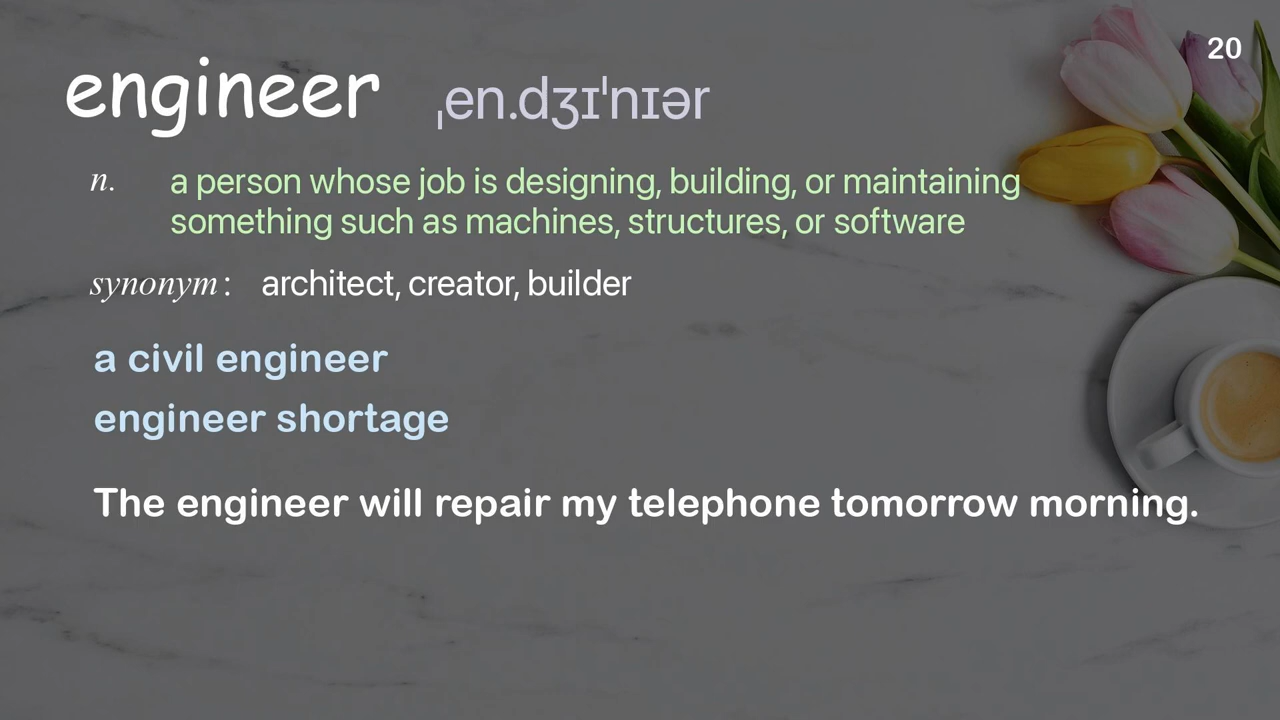 20
engineer ˌen.dʒɪˈnɪər
n. a person whose job is designing, building, or maintaining
something such as machines, structures, or software
synonym: architect, creator, builder
a civil engineer
engineer shortage
The engineer will repair my telephone tomorrow morning.